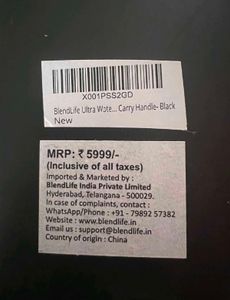 X001PSS2GD
BlendLife Ultra Wate... Carry Handle- Black
New
MRP: ₹ 5999/-
(Inclusive of all taxes)
Imported & Marketed by :
BlendLife India Private Limited
Hyderabad, Telangana - 500029.
In case of complaints, contact :
WhatsApp/Phone : +91 - 79892 57382
Website : www.blendlife.in
Email us : support@blendlife.in
Country of origin : China